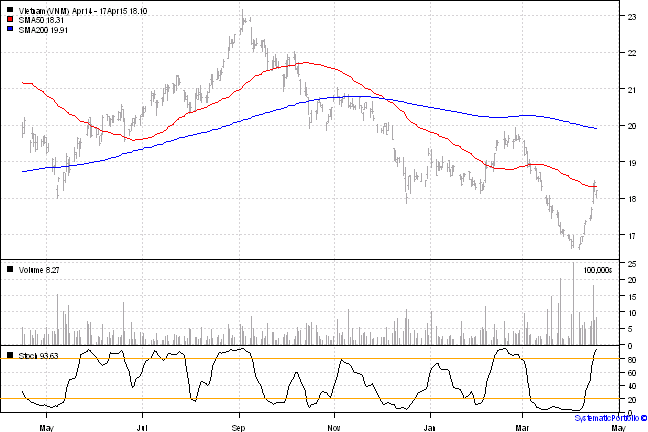 Vietnam (VNM) Apr14 - 17Apr15 18.10
SMA50 18.31
SMA200 19.91
23
22
21
20
19
18
17
Volume 8.27
100,000s
25
20
15
10
5
0
Stoch 93.63
80
60
40
20
0
SystematicPortfolio ©
May Jul Sep Nov Jan Mar May